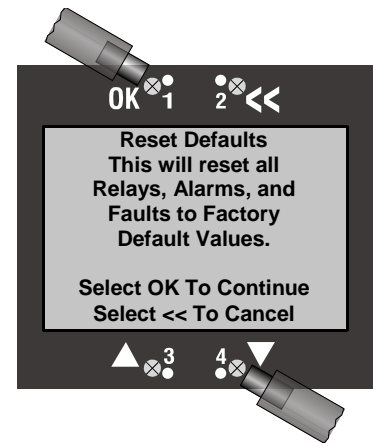 OK 1 2 <<
Reset Defaults
This will reset all
Relays, Alarms, and
Faults to Factory
Default Values.
Select OK To Continue
Select << To Cancel
3 4